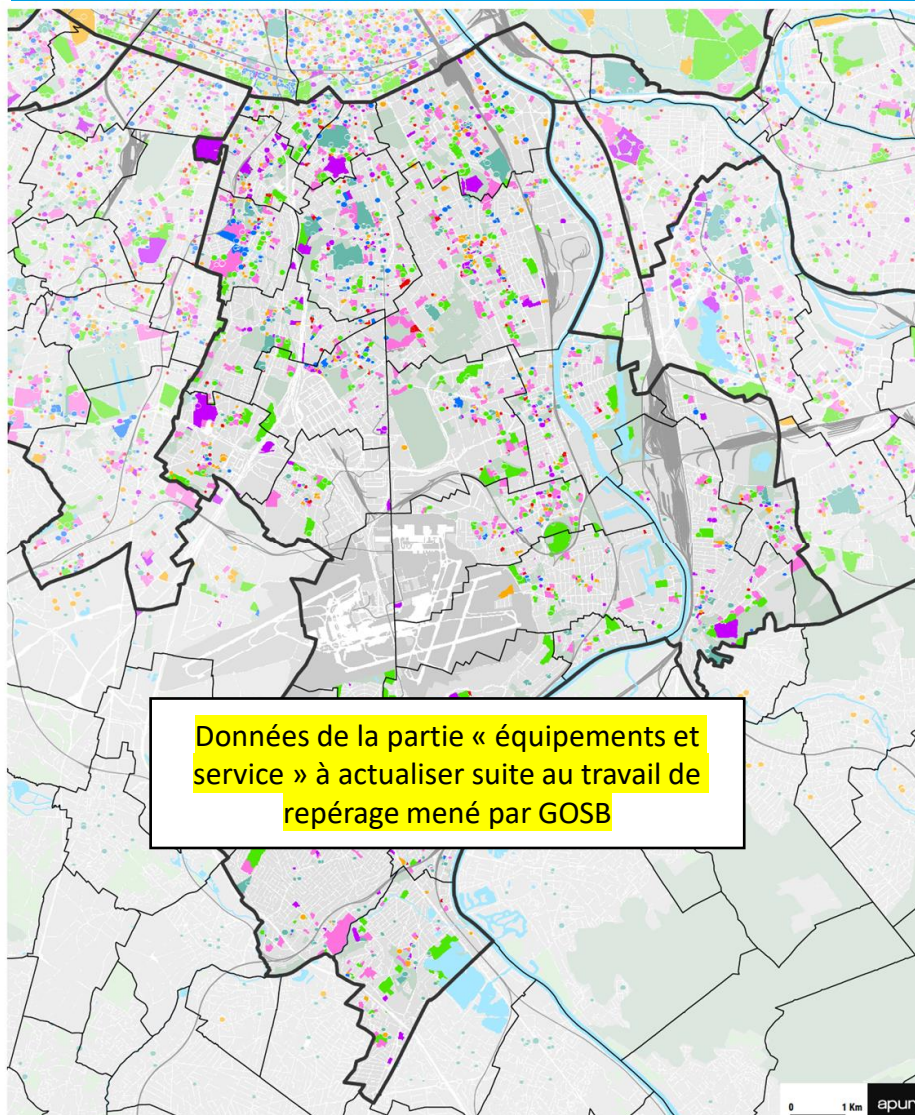 Données de la partie « équipements et
service » à actualiser suite au travail de
repérage mené par GOSB
0 1 Km apur